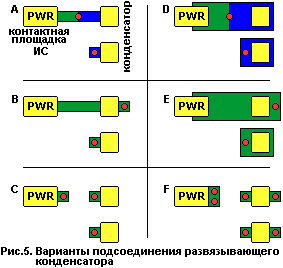 A
PWR
контактная
площадка
ИС
конденсатор
D
PWR
B
PWR
E
PWR
C
PWR
F
PWR
Рис.5. Варианты подсоединения развязывающего
конденсатора